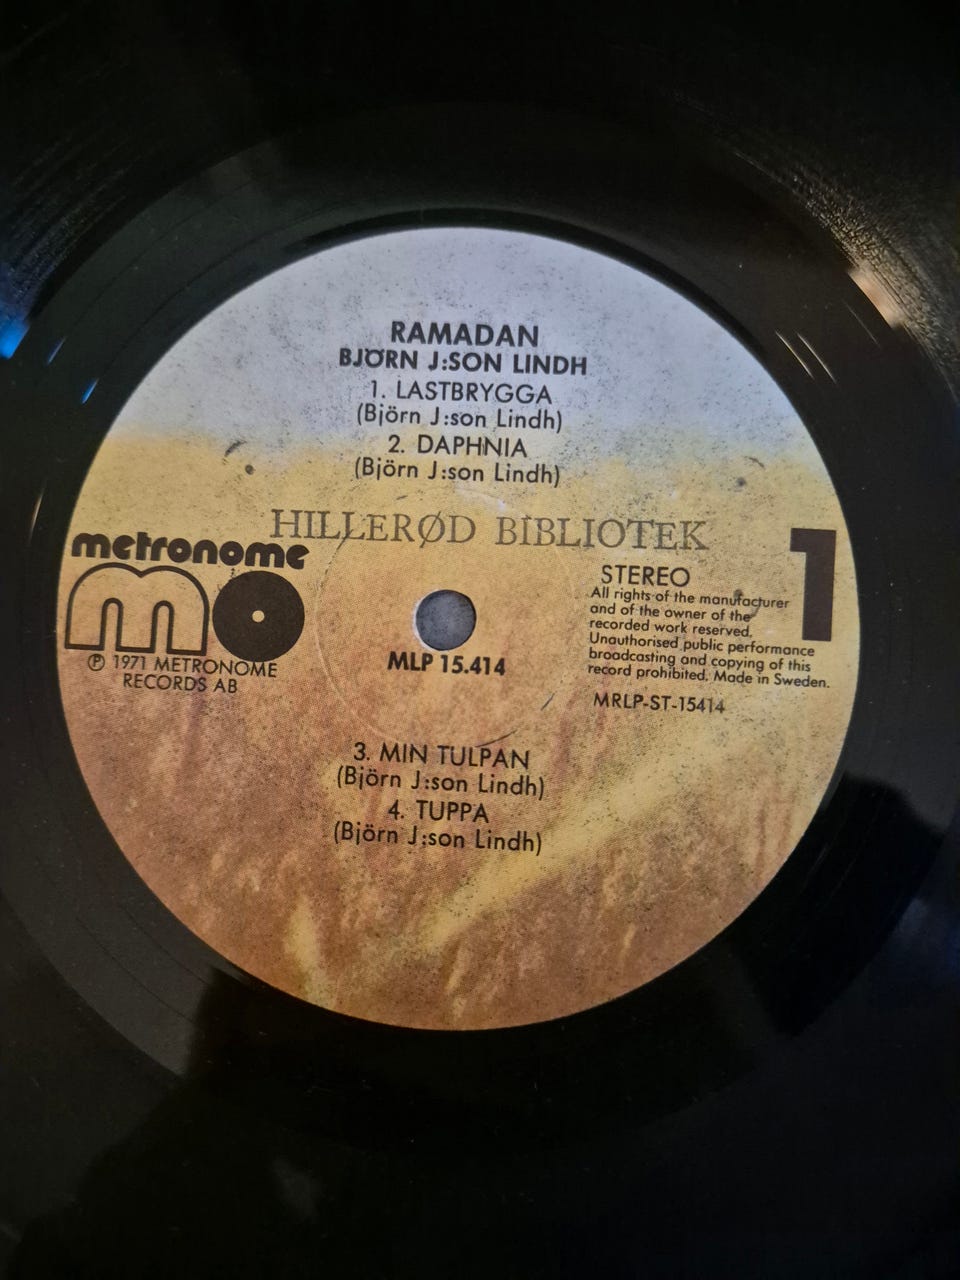 RAMADAN
BJÖRN J:SON LINDH
1. LASTBRYGGA
(Björn J:son Lindh)
2. DAPHNIA
(Björn J:son Lindh)
HILLERØD BIBLIOTEK
metronome
mo
℗ 1971 METRONOME
RECORDS AB
MLP 15.414
1
STEREO
All rights of the manufacturer
and of the owner of the
recorded work reserved.
Unauthorised public performance
broadcasting and copying of this
record prohibited. Made in Sweden.
MRLP-ST-15414
3. MIN TULPAN
(Björn J:son Lindh)
4. TUPPA
(Björn J:son Lindh)